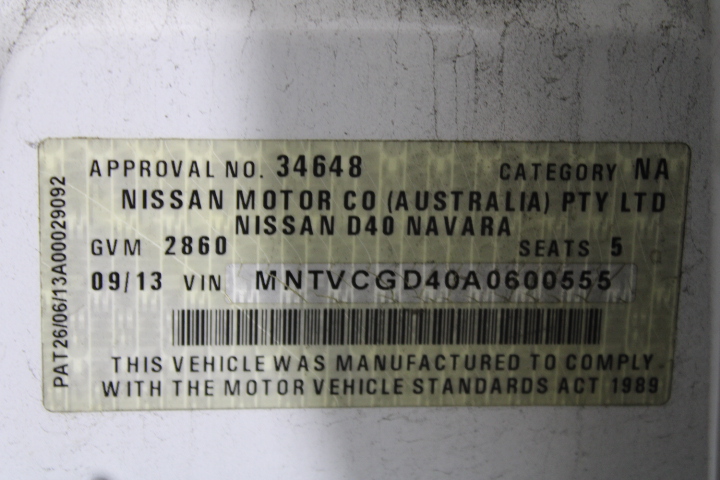 APPROVAL NO. 34648 CATEGORY NA
NISSAN MOTOR CO (AUSTRALIA) PTY LTD
NISSAN D40 NAVARA
GVM 2860 SEATS 5
09/13 VIN MNTVCGD40A0600555
THIS VEHICLE WAS MANUFACTURED TO COMPLY
WITH THE MOTOR VEHICLE STANDARDS ACT 1989
PAT26/06/13A00029092